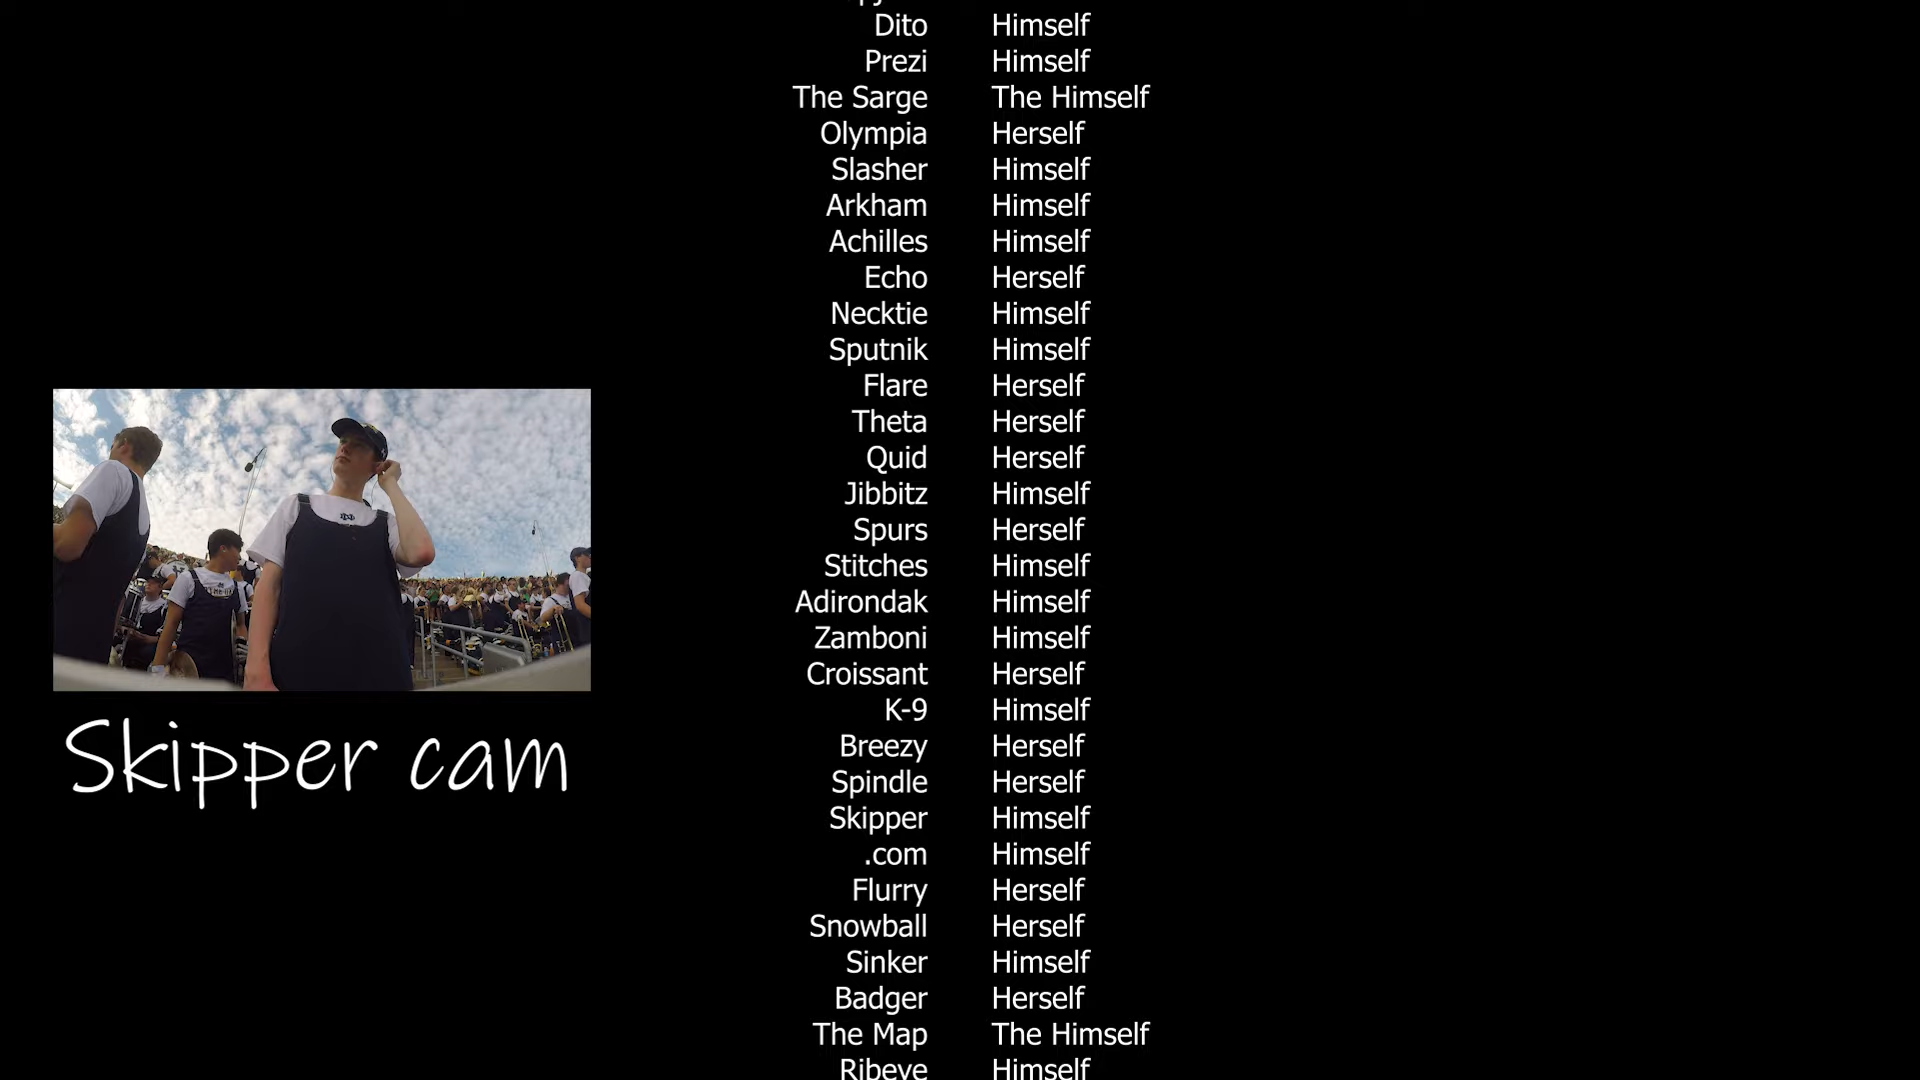 Dito Himself
Prezi Himself
The Sarge The Himself
Olympia Herself
Slasher Himself
Arkham Himself
Achilles Himself
Echo Herself
Necktie Himself
Sputnik Himself
Flare Herself
Theta Herself
Quid Herself
Jibbitz Himself
Spurs Herself
Stitches Himself
Adirondak Himself
Zamboni Himself
Croissant Herself
K-9 Himself
Breezy Herself
Spindle Herself
Skipper Himself
.com Himself
Flurry Herself
Snowball Herself
Sinker Himself
Badger Herself
The Map The Himself
Ribeye Himself
Skipper cam